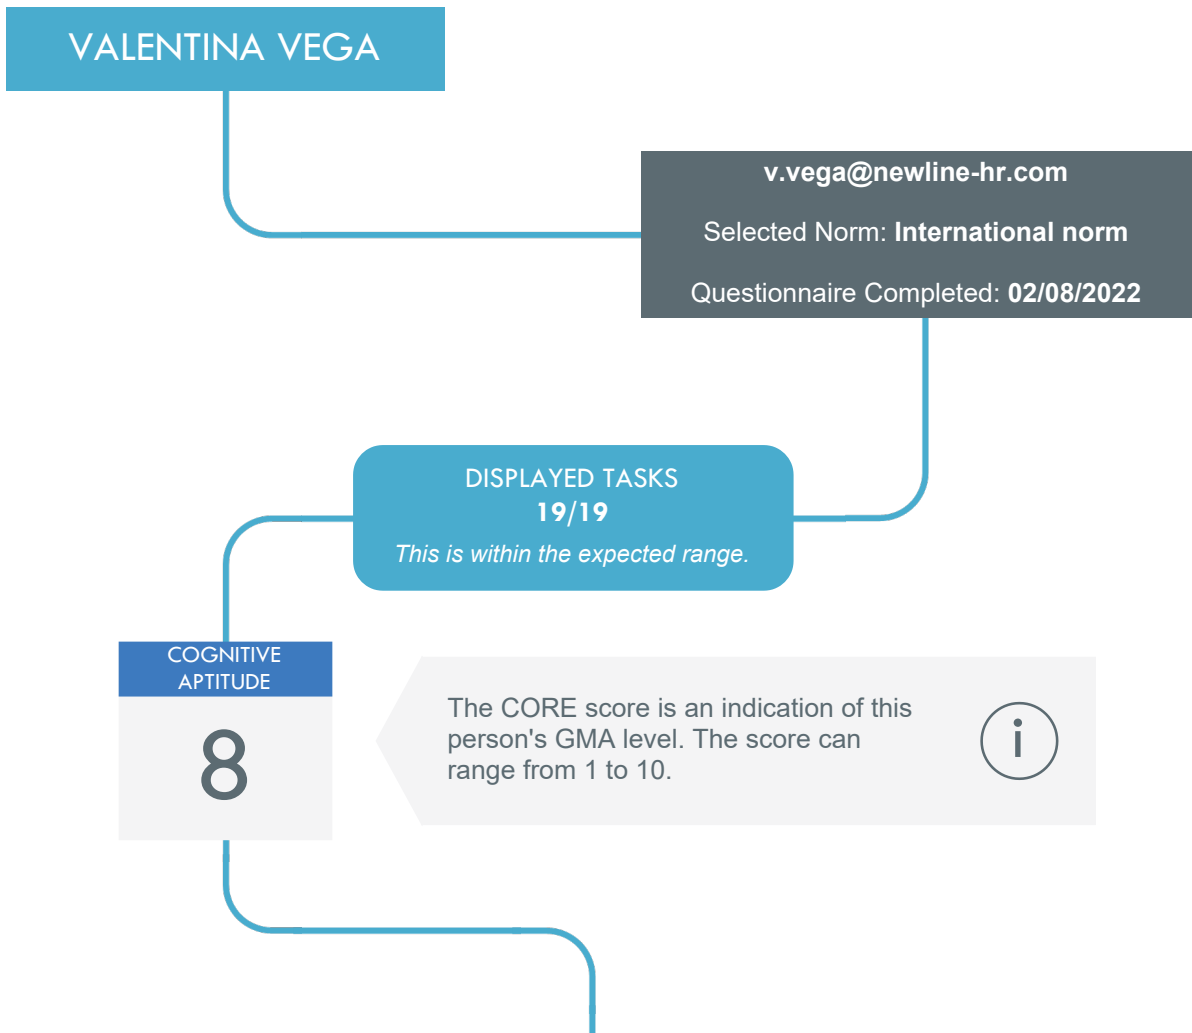 VALENTINA VEGA
v.vega@newline-hr.com
Selected Norm: International norm
Questionnaire Completed: 02/08/2022
DISPLAYED TASKS
19/19
This is within the expected range.
COGNITIVE
APTITUDE
8
The CORE score is an indication of this
person's GMA level. The score can
range from 1 to 10.
i